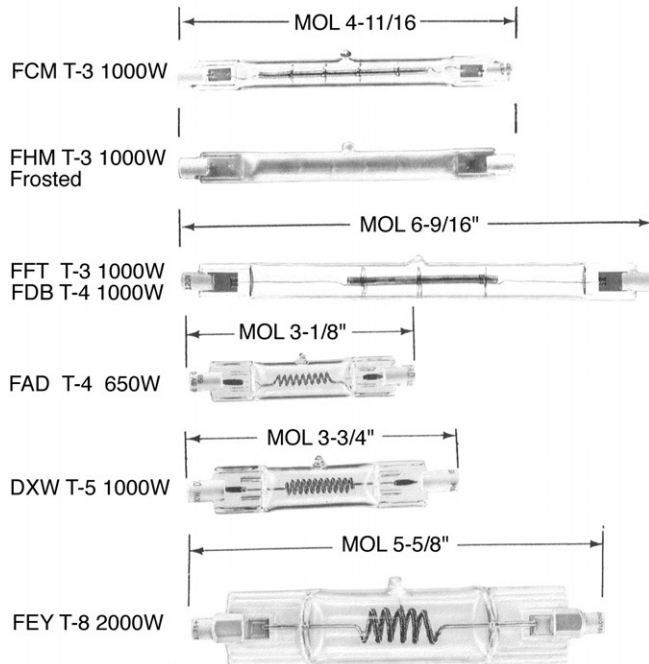 MOL 4-11/16
FCM T-3 1000W
FHM T-3 1000W
Frosted
MOL 6-9/16"
FFT T-3 1000W
FDB T-4 1000W
MOL 3-1/8"
FAD T-4 650W
MOL 3-3/4"
DXW T-5 1000W
MOL 5-5/8"
FEY T-8 2000W